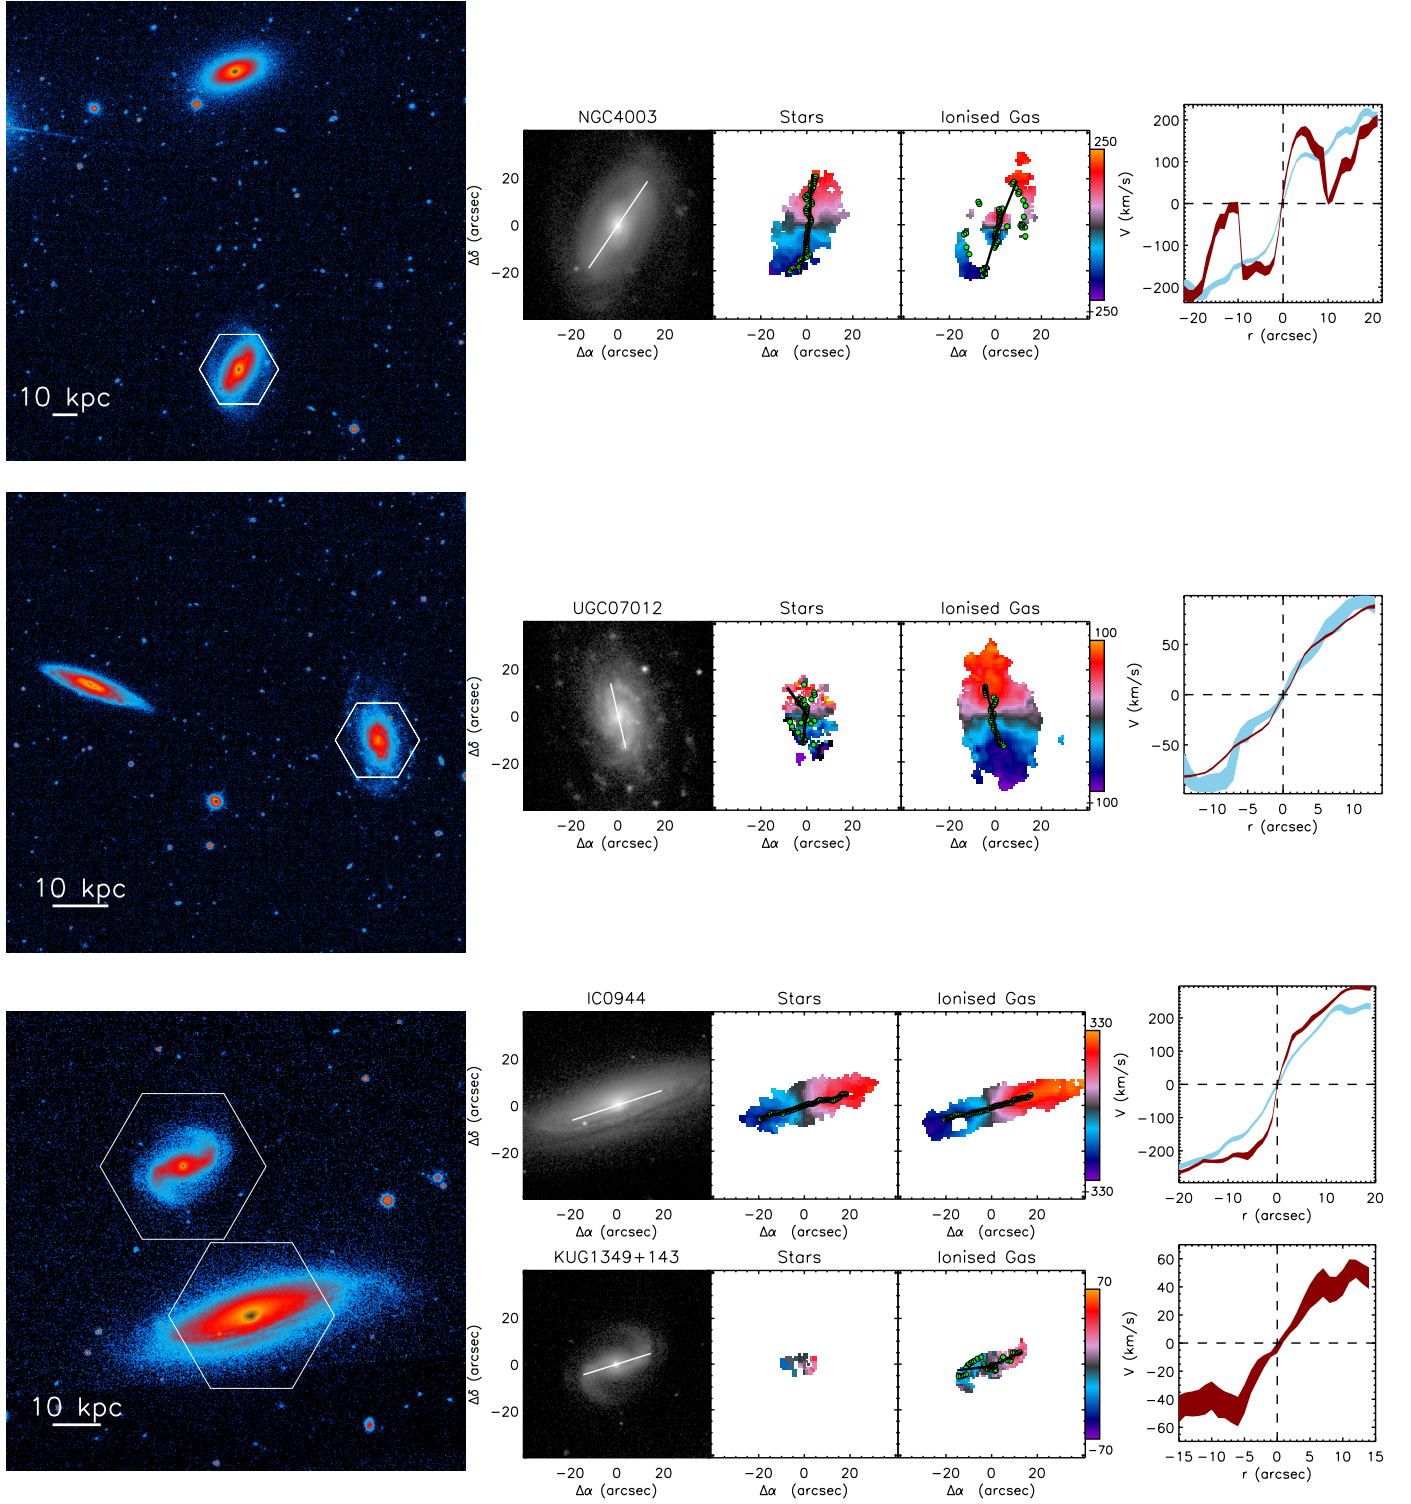 10 kpc
NGC4003 Stars Ionised Gas
Δδ (arcsec)
20
0
−20
−20 0 20 −20 0 20 −20 0 20
Δα (arcsec) Δα (arcsec) Δα (arcsec)
250
250
V (km/s)
200
100
0
−100
−200
−20 −10 0 10 20
r (arcsec)
10 kpc
UGC07012 Stars Ionised Gas
Δδ (arcsec)
20
0
−20
−20 0 20 −20 0 20 −20 0 20
Δα (arcsec) Δα (arcsec) Δα (arcsec)
100
100
V (km/s)
50
0
−50
−10 −5 0 5 10
r (arcsec)
10 kpc
IC0944 Stars Ionised Gas
Δδ (arcsec)
20
0
−20
−20 0 20 −20 0 20 −20 0 20
Δα (arcsec) Δα (arcsec) Δα (arcsec)
330
−330
V (km/s)
200
100
0
−100
−200
−20 −10 0 10 20
r (arcsec)
KUG1349+143 Stars Ionised Gas
Δδ (arcsec)
20
0
−20
−20 0 20 −20 0 20 −20 0 20
Δα (arcsec) Δα (arcsec) Δα (arcsec)
70
−70
V (km/s)
60
40
20
0
−20
−40
−60
−15 −10 −5 0 5 10 15
r (arcsec)